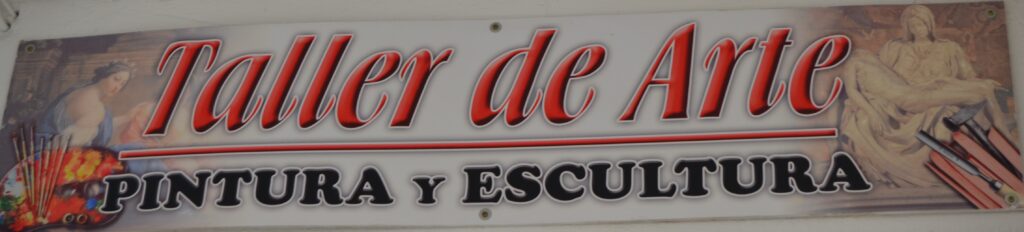 Taller de Arte
PINTURA Y ESCULTURA